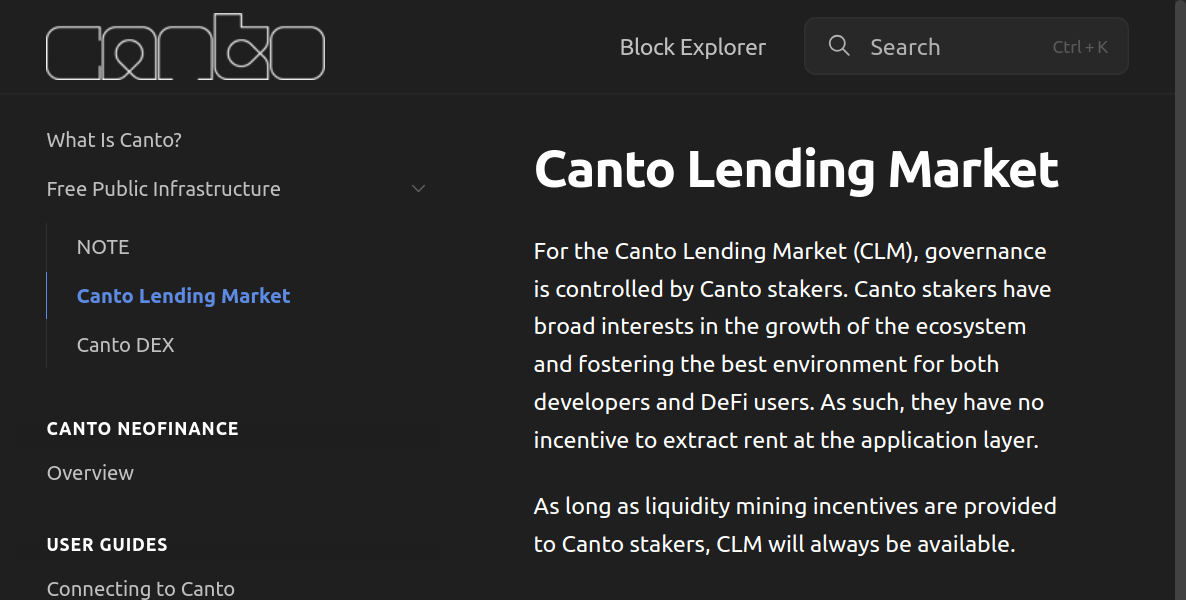 canto
Block Explorer
Search
Ctrl + K
What Is Canto?
Free Public Infrastructure
NOTE
Canto Lending Market
Canto DEX
CANTO NEOFINANCE
Overview
USER GUIDES
Connecting to Canto
Canto Lending Market
For the Canto Lending Market (CLM), governance
is controlled by Canto stakers. Canto stakers have
broad interests in the growth of the ecosystem
and fostering the best environment for both
developers and DeFi users. As such, they have no
incentive to extract rent at the application layer.
As long as liquidity mining incentives are provided
to Canto stakers, CLM will always be available.